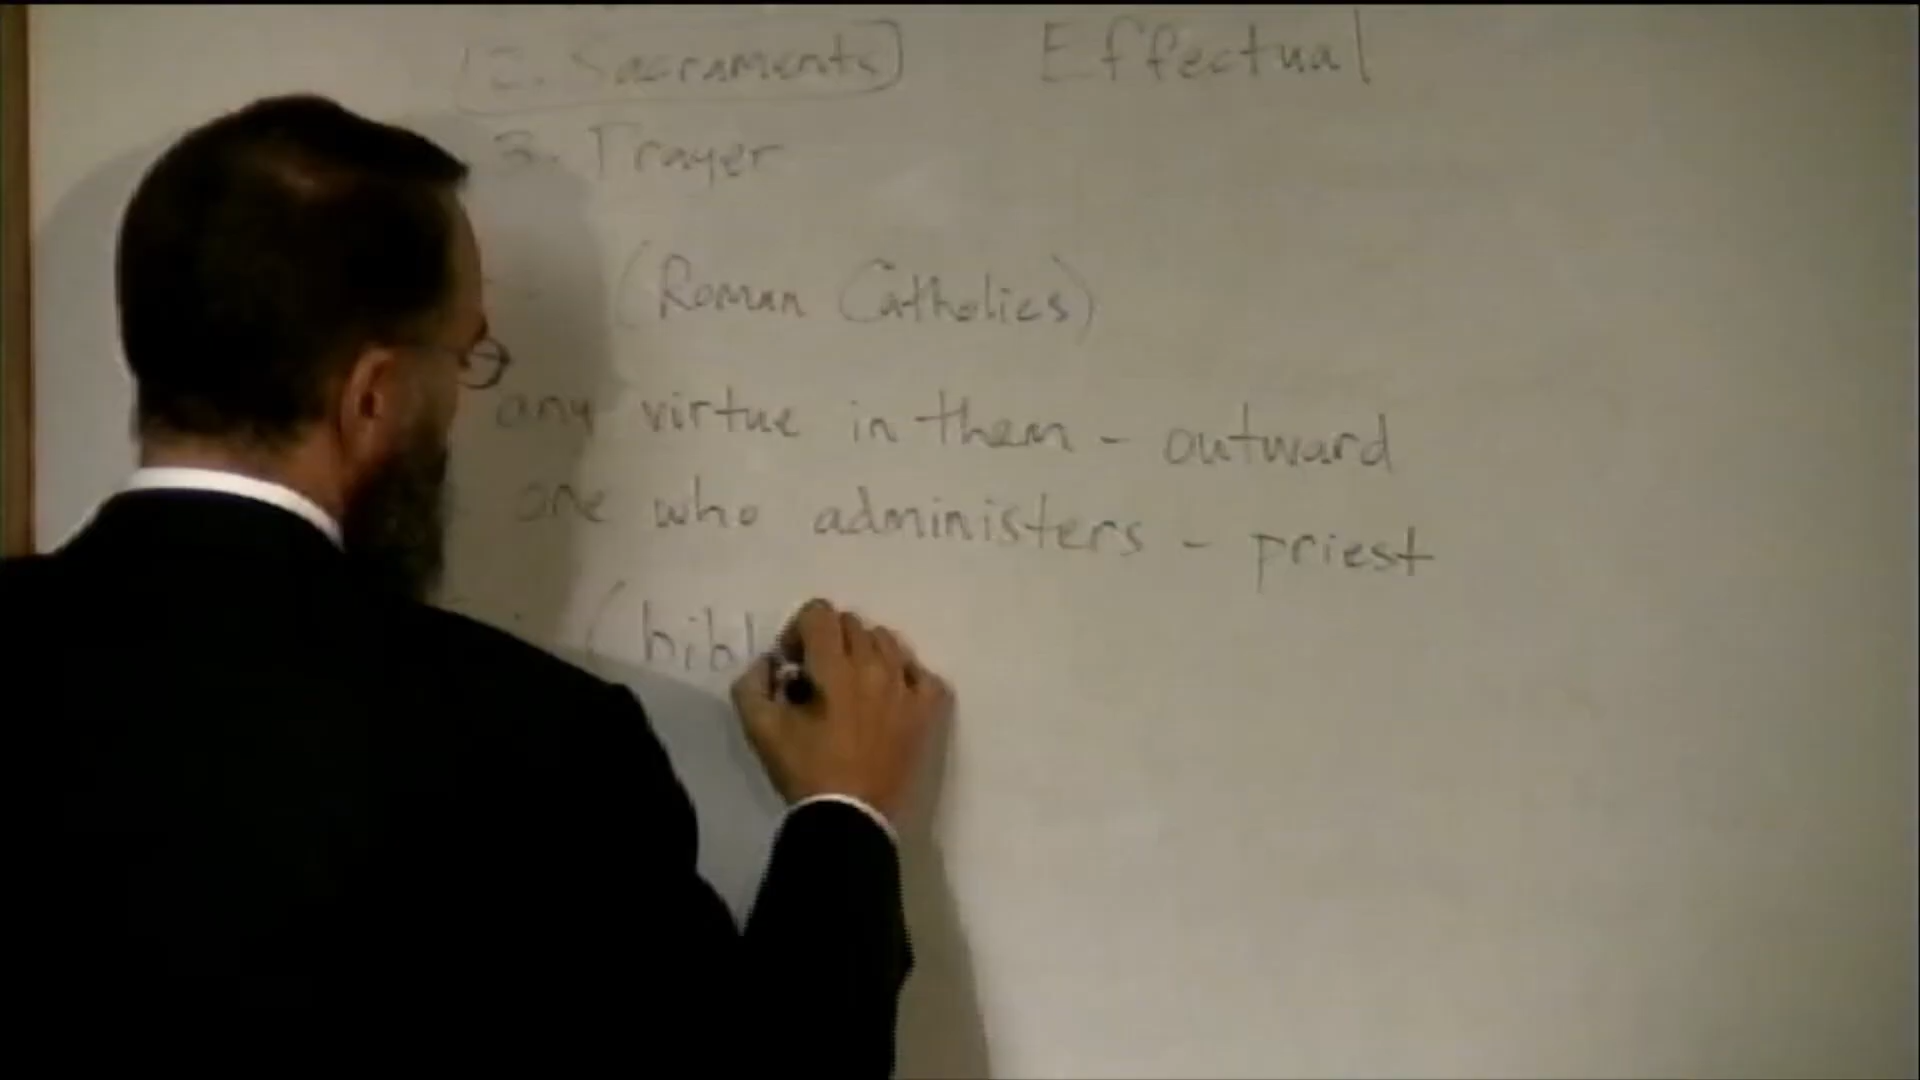 2. Sacraments Effectual
3. Prayer
(Roman Catholics)
any virtue in them - outward
one who administers - priest
(bibl